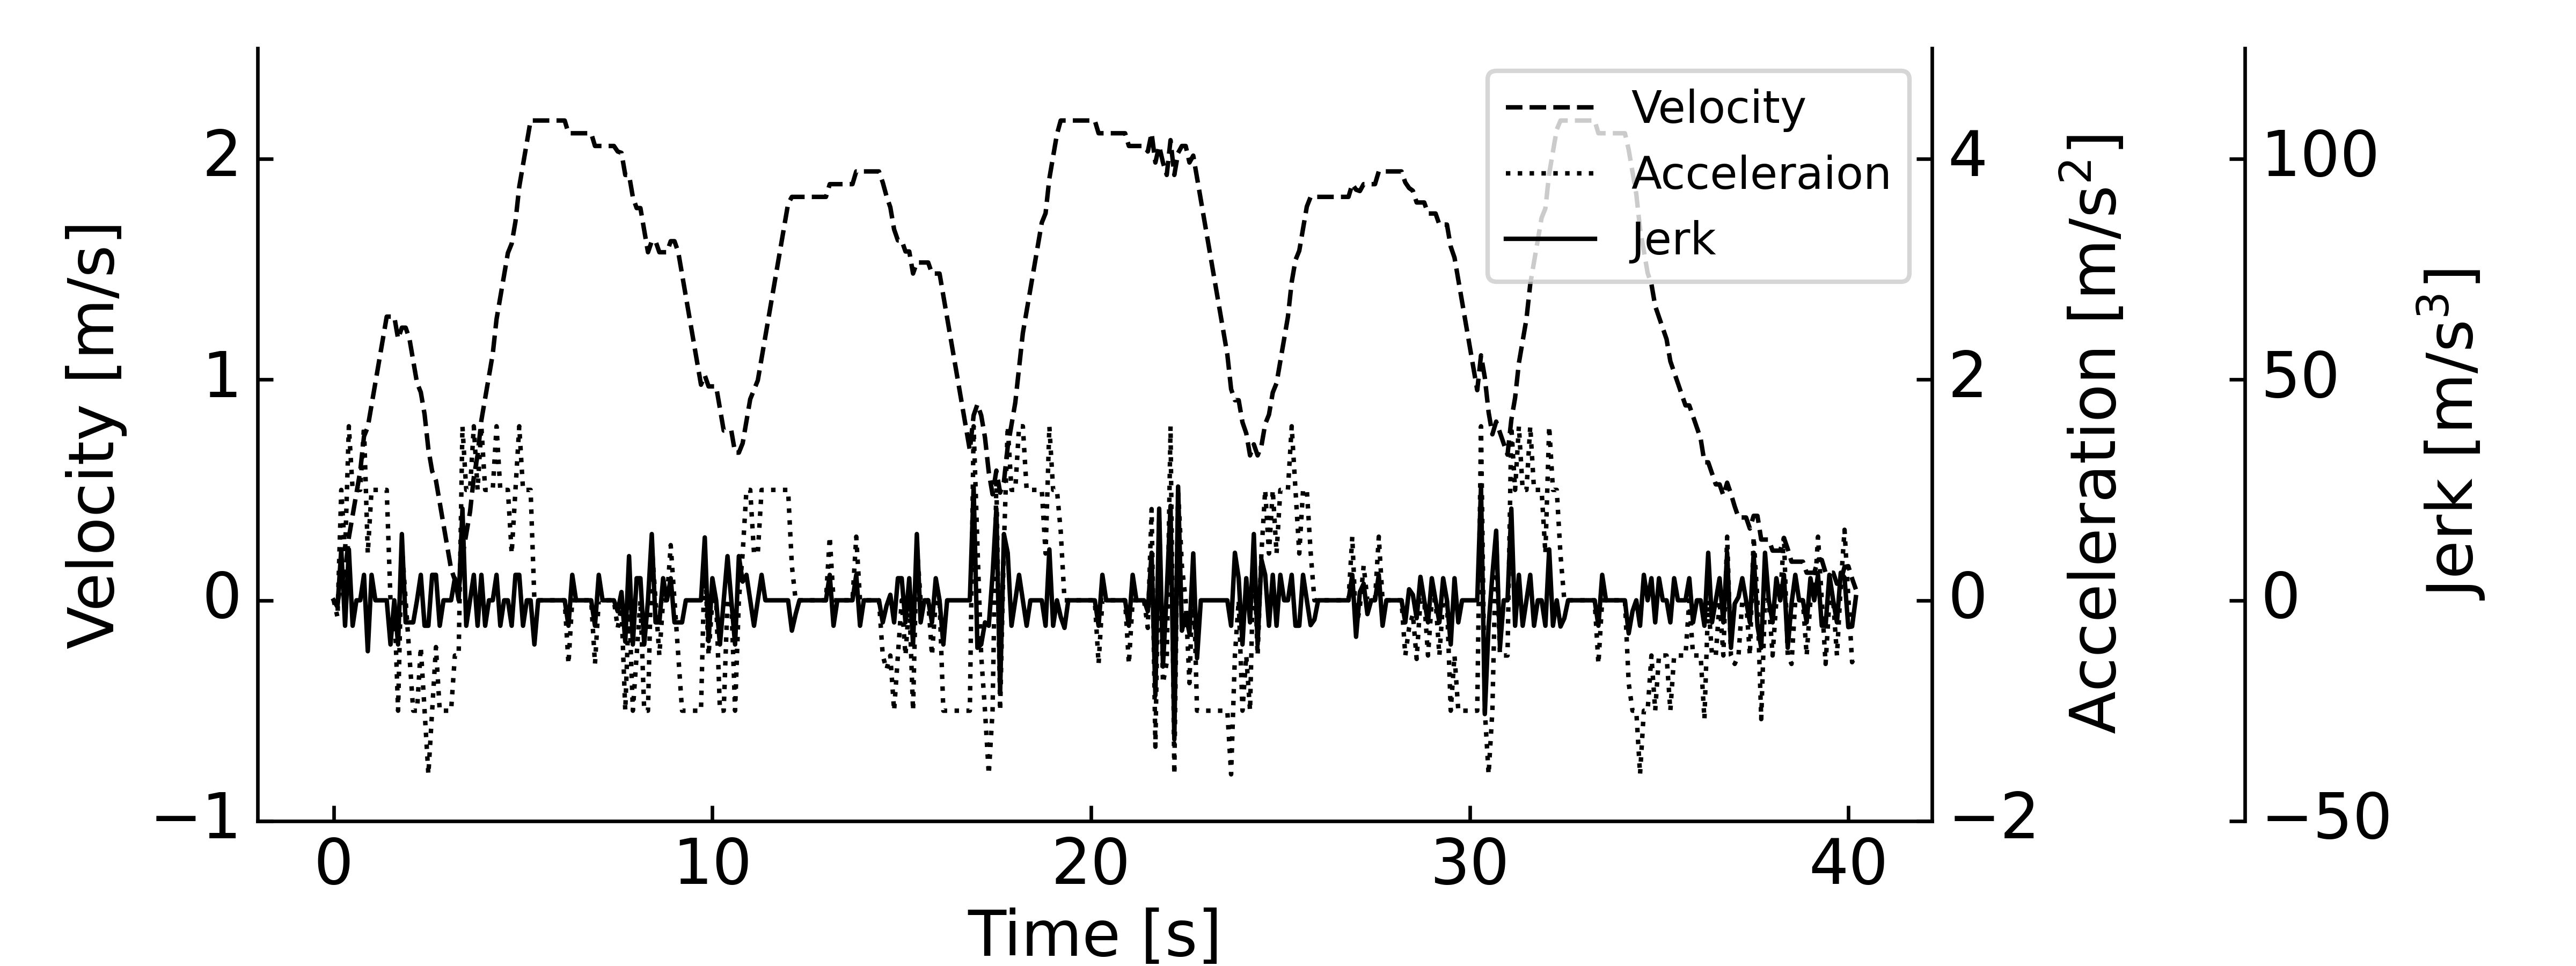 Velocity [m/s]
2
1
0
−1
0
10
20
30
40
Time [s]
Velocity
Acceleraion
Jerk
4
2
0
−2
Acceleration [m/s²]
100
50
0
−50
Jerk [m/s³]